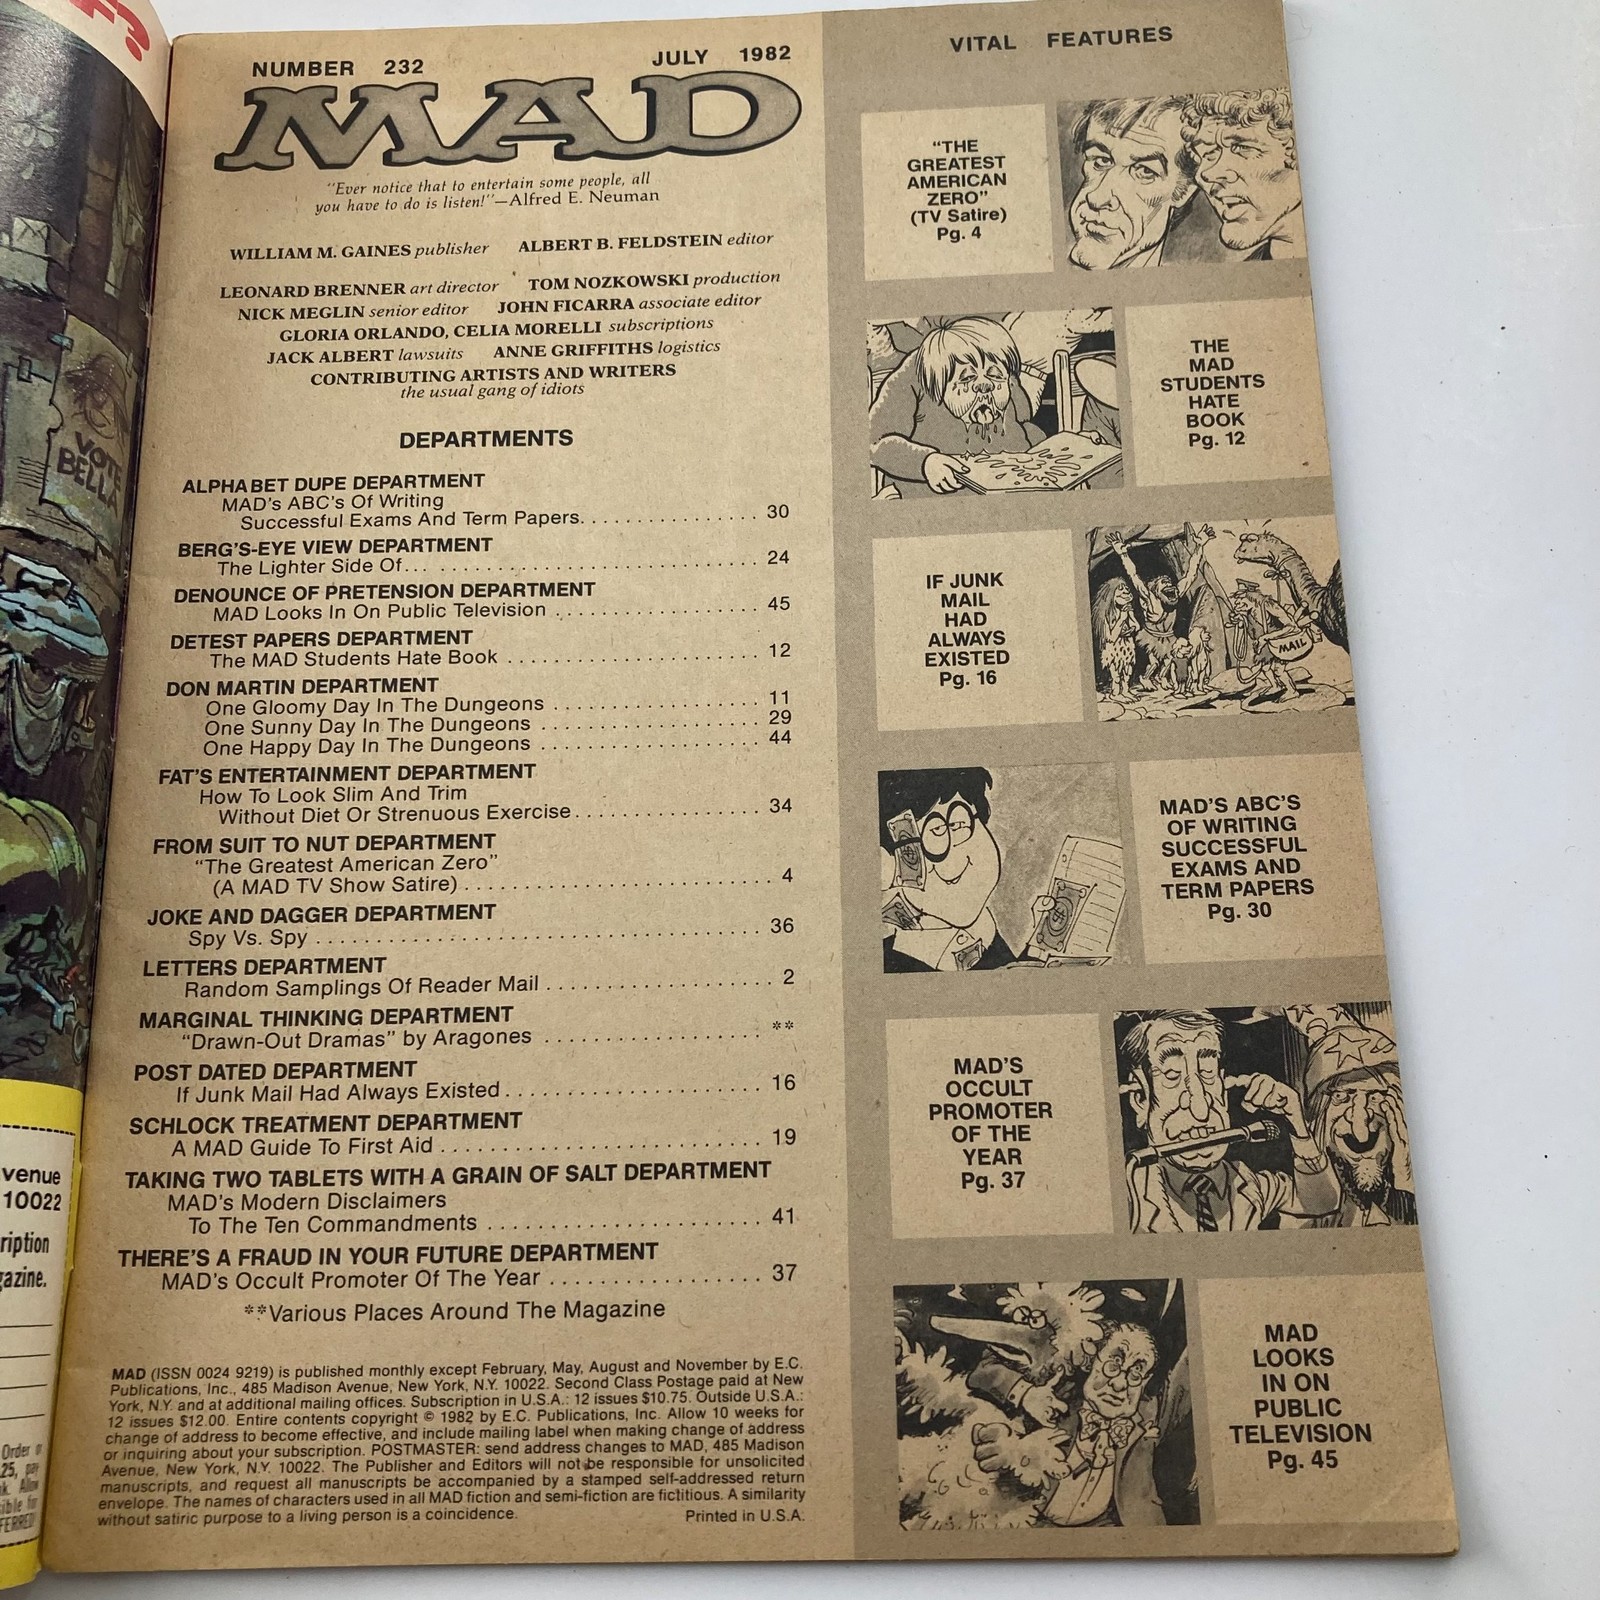 NUMBER 232
JULY 1982
MAD
"Ever notice that to entertain some people, all
you have to do is listen!"—Alfred E. Neuman
WILLIAM M. GAINES publisher ALBERT B. FELDSTEIN editor
LEONARD BRENNER art director TOM NOZKOWSKI production
NICK MEGLIN senior editor JOHN FICARRA associate editor
GLORIA ORLANDO, CELIA MORELLI subscriptions
JACK ALBERT lawsuits ANNE GRIFFITHS logistics
CONTRIBUTING ARTISTS AND WRITERS
the usual gang of idiots
DEPARTMENTS
ALPHABET DUPE DEPARTMENT
MAD's ABC's Of Writing
Successful Exams And Term Papers. . . . . . . . . . . . . . . 30
BERG'S-EYE VIEW DEPARTMENT
The Lighter Side Of... . . . . . . . . . . . . . . . . . . . . . . . . . . . 24
DENOUNCE OF PRETENSION DEPARTMENT
MAD Looks In On Public Television . . . . . . . . . . . . . . . . . 45
DETEST PAPERS DEPARTMENT
The MAD Students Hate Book . . . . . . . . . . . . . . . . . . . . . 12
DON MARTIN DEPARTMENT
One Gloomy Day In The Dungeons . . . . . . . . . . . . . . . . . 11
One Sunny Day In The Dungeons . . . . . . . . . . . . . . . . . . 29
One Happy Day In The Dungeons . . . . . . . . . . . . . . . . . . 44
FAT'S ENTERTAINMENT DEPARTMENT
How To Look Slim And Trim
Without Diet Or Strenuous Exercise. . . . . . . . . . . . . . . . 34
FROM SUIT TO NUT DEPARTMENT
"The Greatest American Zero"
(A MAD TV Show Satire) . . . . . . . . . . . . . . . . . . . . . . . . . . 4
JOKE AND DAGGER DEPARTMENT
Spy Vs. Spy . . . . . . . . . . . . . . . . . . . . . . . . . . . . . . . . . . . . 36
LETTERS DEPARTMENT
Random Samplings Of Reader Mail . . . . . . . . . . . . . . . . . . 2
MARGINAL THINKING DEPARTMENT
"Drawn-Out Dramas" by Aragones . . . . . . . . . . . . . . . . . . **
POST DATED DEPARTMENT
If Junk Mail Had Always Existed . . . . . . . . . . . . . . . . . . . . . 16
SCHLOCK TREATMENT DEPARTMENT
A MAD Guide To First Aid . . . . . . . . . . . . . . . . . . . . . . . . . . 19
TAKING TWO TABLETS WITH A GRAIN OF SALT DEPARTMENT
MAD's Modern Disclaimers
To The Ten Commandments . . . . . . . . . . . . . . . . . . . . . . . 41
THERE'S A FRAUD IN YOUR FUTURE DEPARTMENT
MAD's Occult Promoter Of The Year . . . . . . . . . . . . . . . . . 37
**Various Places Around The Magazine
MAD (ISSN 0024 9219) is published monthly except February, May, August and November by E.C.
Publications, Inc., 485 Madison Avenue, New York, N.Y. 10022. Second Class Postage paid at New
York, N.Y. and at additional mailing offices. Subscription in U.S.A.: 12 issues $10.75. Outside U.S.A.:
12 issues $12.00. Entire contents copyright © 1982 by E.C. Publications, Inc. Allow 10 weeks for
change of address to become effective, and include mailing label when making change of address
or inquiring about your subscription. POSTMASTER: send address changes to MAD, 485 Madison
Avenue, New York, N.Y. 10022. The Publisher and Editors will not be responsible for unsolicited
manuscripts, and request all manuscripts be accompanied by a stamped self-addressed return
envelope. The names of characters used in all MAD fiction and semi-fiction are fictitious. A similarity
without satiric purpose to a living person is a coincidence. Printed in U.S.A.
VITAL FEATURES
"THE
GREATEST
AMERICAN
ZERO"
(TV Satire)
Pg. 4
THE
MAD
STUDENTS
HATE
BOOK
Pg. 12
IF JUNK
MAIL
HAD
ALWAYS
EXISTED
Pg. 16
MAIL
MAD'S ABC'S
OF WRITING
SUCCESSFUL
EXAMS AND
TERM PAPERS
Pg. 30
MAD'S
OCCULT
PROMOTER
OF THE
YEAR
Pg. 37
MAD
LOOKS
IN ON
PUBLIC
TELEVISION
Pg. 45
VOTE
BELLA
venue
10022
ription
gazine.
Order